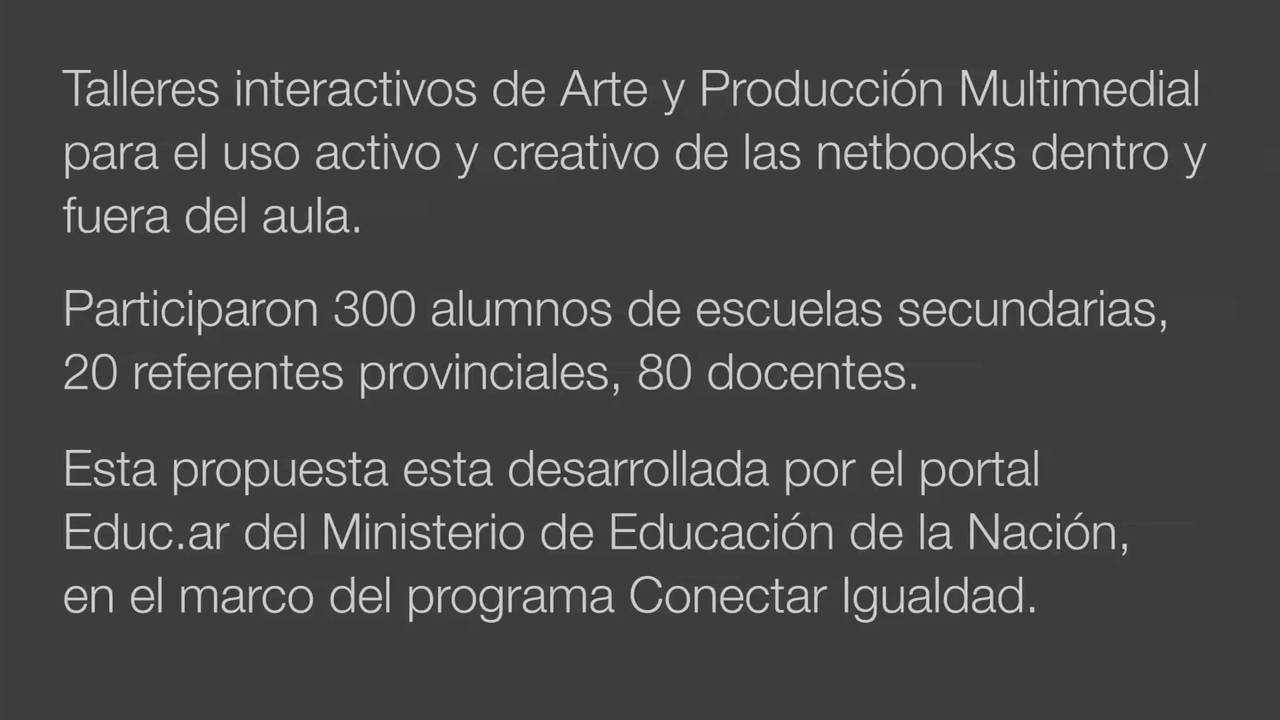 Talleres interactivos de Arte y Producción Multimedial
para el uso activo y creativo de las netbooks dentro y
fuera del aula.
Participaron 300 alumnos de escuelas secundarias,
20 referentes provinciales, 80 docentes.
Esta propuesta esta desarrollada por el portal
Educ.ar del Ministerio de Educación de la Nación,
en el marco del programa Conectar Igualdad.